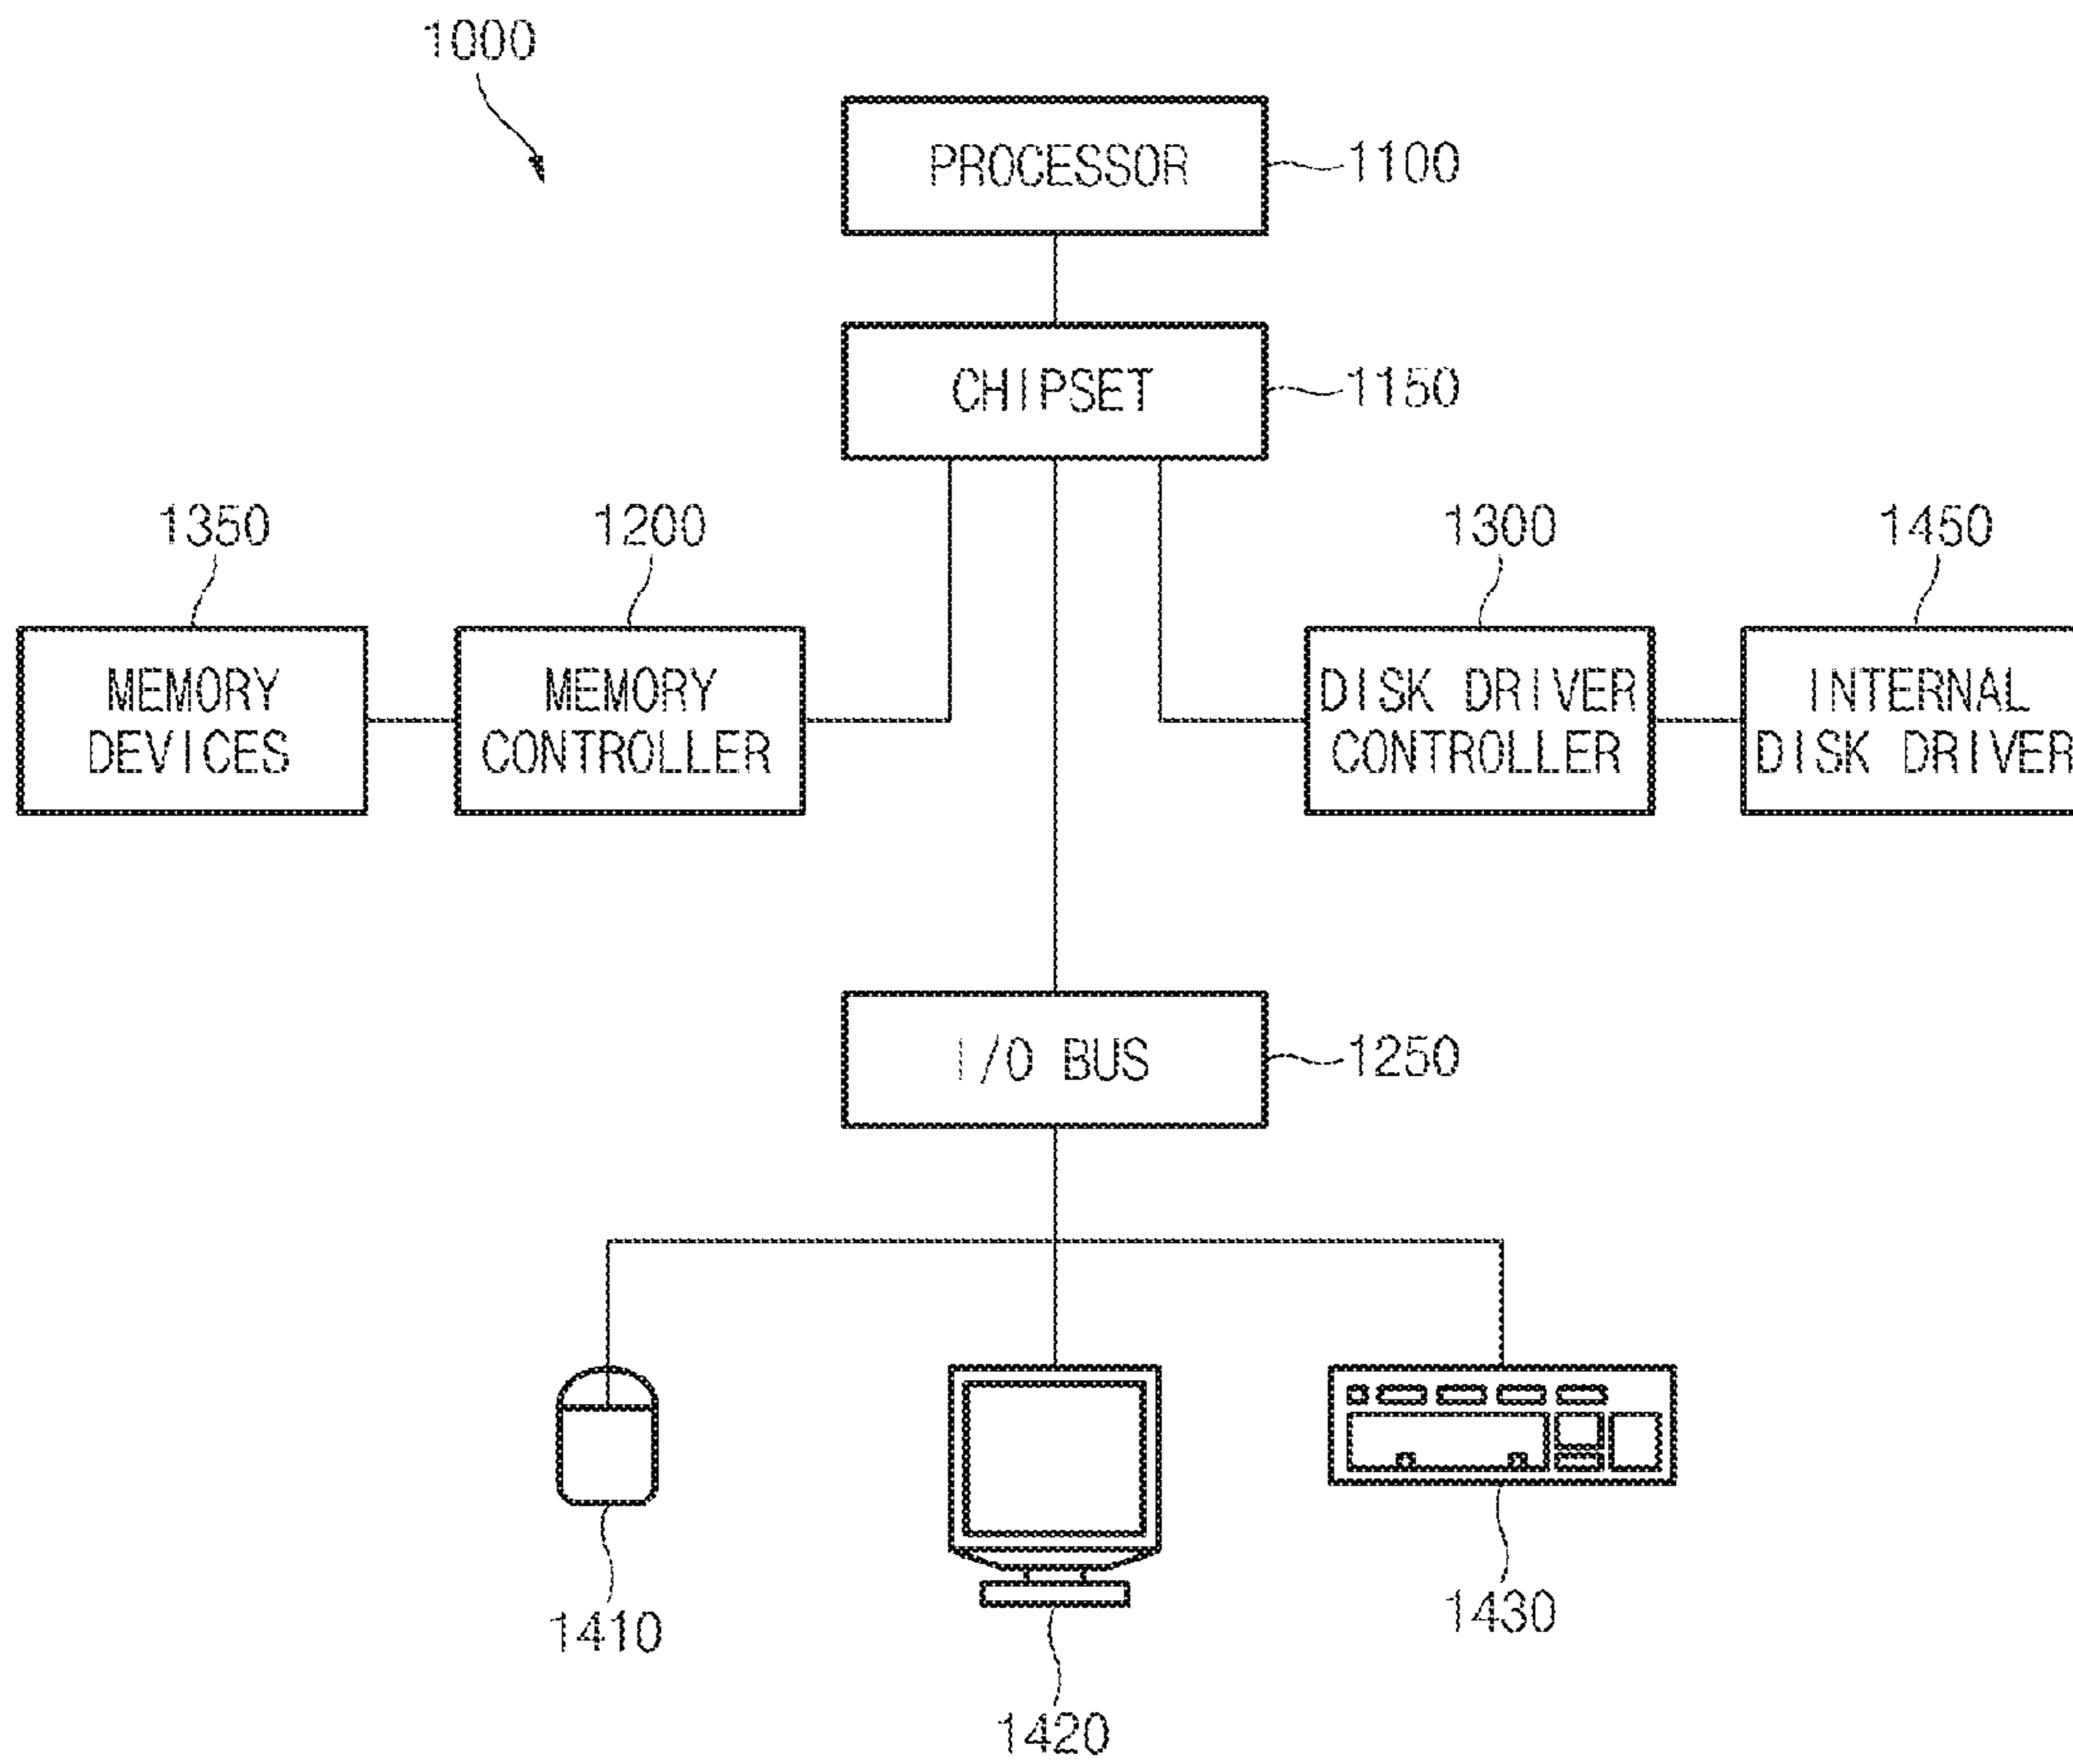 1000
PROCESSOR
1100
CHIPSET
1150
1350
1200
1300
1450
MEMORY
DEVICES
MEMORY
CONTROLLER
DISK DRIVER
CONTROLLER
INTERNAL
DISK DRIVER
I/O BUS
1250
1410
1420
1430